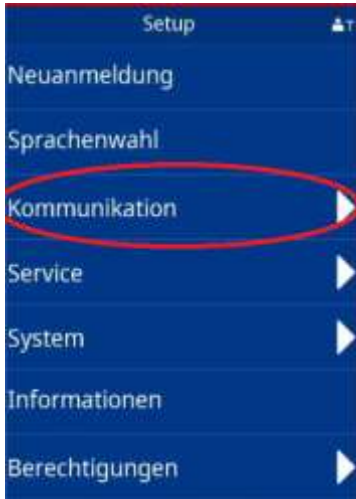 Setup
T
Neuanmeldung
Sprachenwahl
Kommunikation
Service
System
Informationen
Berechtigungen